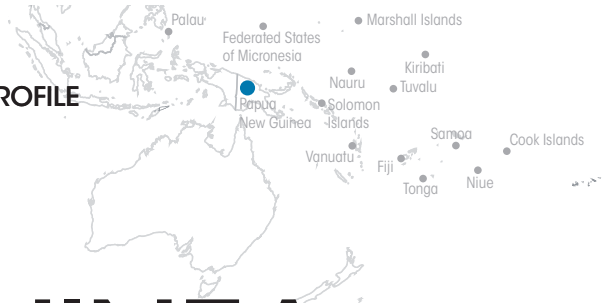 Palau
Marshall Islands
Federated States
of Micronesia
Kiribati
Nauru
Tuvalu
ROFILE
Papua
New Guinea
Solomon
Islands
Samoa
Cook Islands
Vanuatu
Fiji
Tonga
Niue